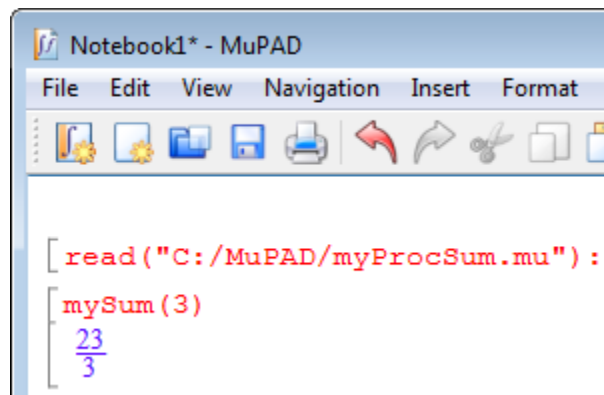 Notebook1* - MuPAD
File Edit View Navigation Insert Format
read("C:/MuPAD/myProcSum.mu"):
mySum(3)
23
3